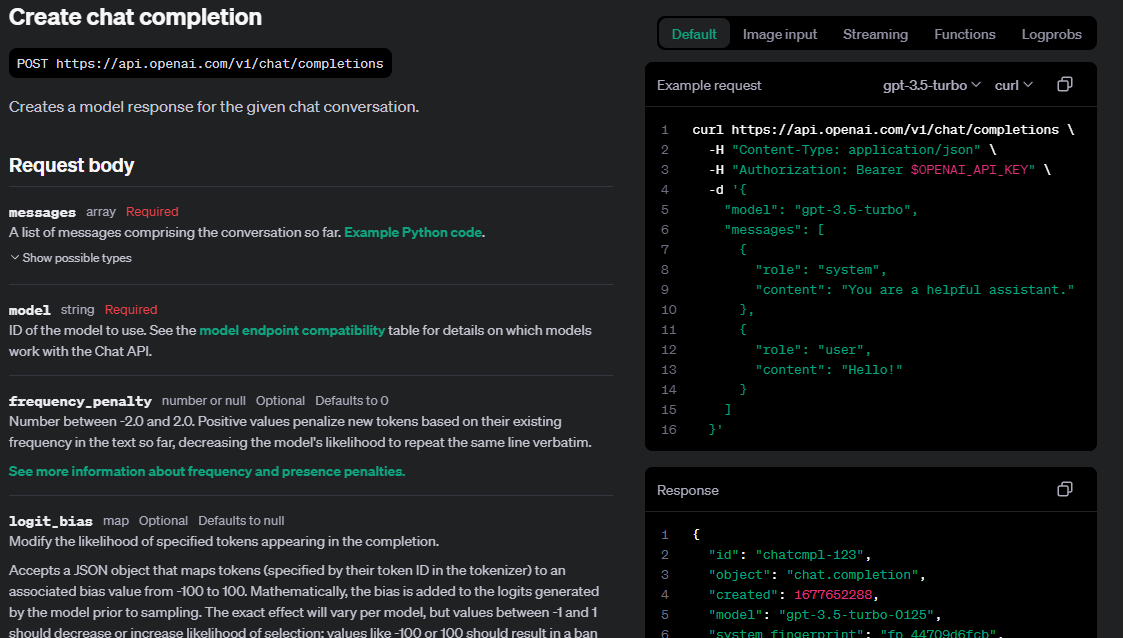 Create chat completion
POST https://api.openai.com/v1/chat/completions
Creates a model response for the given chat conversation.
Request body
messages array Required
A list of messages comprising the conversation so far. Example Python code.
Show possible types
model string Required
ID of the model to use. See the model endpoint compatibility table for details on which models
work with the Chat API.
frequency_penalty number or null Optional Defaults to 0
Number between -2.0 and 2.0. Positive values penalize new tokens based on their existing
frequency in the text so far, decreasing the model's likelihood to repeat the same line verbatim.
See more information about frequency and presence penalties.
logit_bias map Optional Defaults to null
Modify the likelihood of specified tokens appearing in the completion.
Accepts a JSON object that maps tokens (specified by their token ID in the tokenizer) to an
associated bias value from -100 to 100. Mathematically, the bias is added to the logits generated
by the model prior to sampling. The exact effect will vary per model, but values between -1 and 1
should decrease or increase likelihood of selection; values like -100 or 100 should result in a ban
Default Image input Streaming Functions Logprobs
Example request gpt-3.5-turbo curl
1 curl https://api.openai.com/v1/chat/completions \
2 -H "Content-Type: application/json" \
3 -H "Authorization: Bearer $OPENAI_API_KEY" \
4 -d '{
5 "model": "gpt-3.5-turbo",
6 "messages": [
7 {
8 "role": "system",
9 "content": "You are a helpful assistant."
10 },
11 {
12 "role": "user",
13 "content": "Hello!"
14 }
15 ]
16 }'
Response
1 {
2 "id": "chatcmpl-123",
3 "object": "chat.completion",
4 "created": 1677652288,
5 "model": "gpt-3.5-turbo-0125",
6 "system_fingerprint": "fp_44709d6fcb",